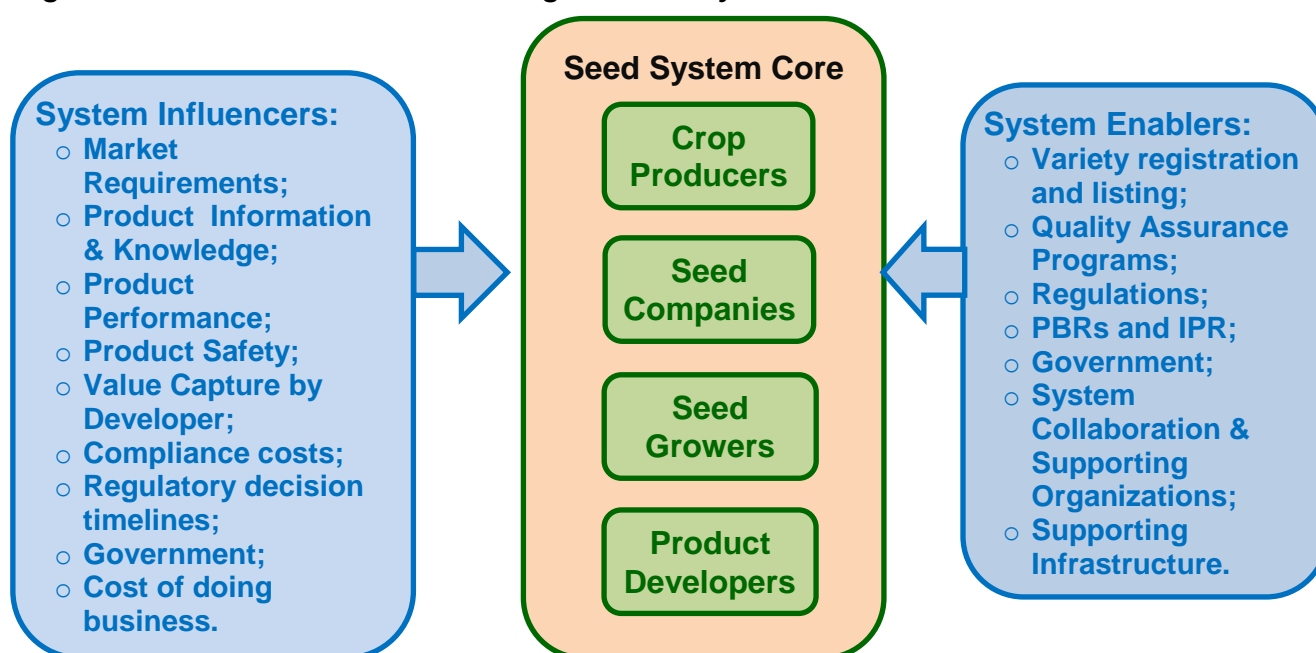 System Influencers:
o Market
Requirements;
o Product Information
& Knowledge;
o Product
Performance;
o Product Safety;
o Value Capture by
Developer;
o Compliance costs;
o Regulatory decision
timelines;
o Government;
o Cost of doing
business.
Seed System Core
Crop
Producers
Seed
Companies
Seed
Growers
Product
Developers
System Enablers:
o Variety registration
and listing;
o Quality Assurance
Programs;
o Regulations;
o PBRs and IPR;
o Government;
o System
Collaboration &
Supporting
Organizations;
o Supporting
Infrastructure.